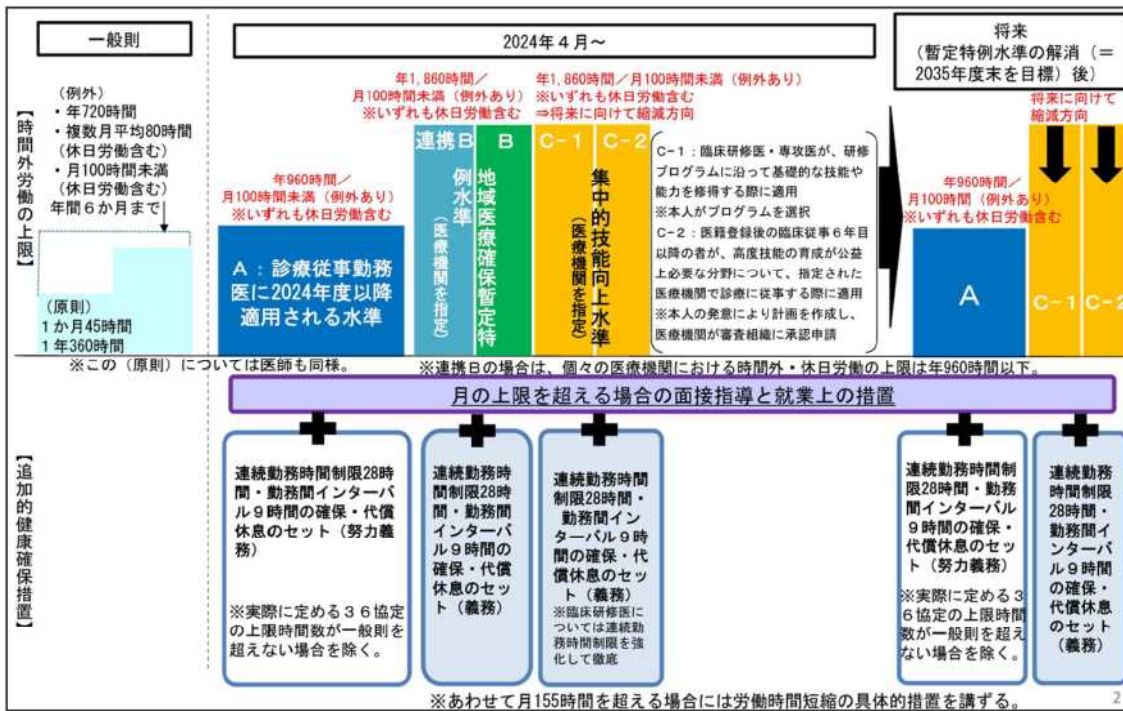 一般則
2024年４月～
将来
（暫定特例水準の解消（＝
2035年度末を目標）後）
【時間外労働の上限】
（例外）
・年720時間
・複数月平均80時間
（休日労働含む）
・月100時間未満
（休日労働含む）
年間６か月まで
（原則）
１か月45時間
１年360時間
※この（原則）については医師も同様。
年960時間／
月100時間未満（例外あり）
※いずれも休日労働含む
Ａ：診療従事勤務
医に2024年度以降
適用される水準
年1,860時間／
月100時間未満（例外あり）
※いずれも休日労働含む
連携Ｂ
Ｂ
地域医療確保暫定特
例水準
（医療機関を指定）
年1,860時間／月100時間未満（例外あり）
※いずれも休日労働含む
⇒将来に向けて縮減方向
Ｃ-１
Ｃ-２
集中的技能向上水準
（医療機関を指定）
Ｃ-１：臨床研修医・専攻医が、研修
プログラムに沿って基礎的な技能や
能力を修得する際に適用
※本人がプログラムを選択
Ｃ-２：医籍登録後の臨床従事６年目
以降の者が、高度技能の育成が公益
上必要な分野について、指定された
医療機関で診療に従事する際に適用
※本人の発意により計画を作成し、
医療機関が審査組織に承認申請
将来に向けて
縮減方向
年960時間／
月100時間（例外あり）
※いずれも休日労働含む
Ａ
Ｃ-１
Ｃ-２
※連携Ｂの場合は、個々の医療機関における時間外・休日労働の上限は年960時間以下。
月の上限を超える場合の面接指導と就業上の措置
【追加的健康確保措置】
連続勤務時間制限28時
間・勤務間インターバ
ル９時間の確保・代償
休息のセット（努力義
務）
※実際に定める３６協定
の上限時間数が一般則を
超えない場合を除く。
連続勤務時
間制限28時
間・勤務間
インターバ
ル９時間の
確保・代償
休息のセッ
ト（義務）
連続勤務時間
制限28時間・
勤務間イン
ターバル９時
間の確保・代
償休息のセッ
ト（義務）
※臨床研修医に
ついては連続勤
務時間制限を強
化して徹底
連続勤務時間制
限28時間・勤務
間インターバル
９時間の確保・
代償休息のセッ
ト（努力義務）
※実際に定める３
６協定の上限時間
数が一般則を超え
ない場合を除く。
連続勤務
時間制限
28時間・
勤務間イ
ンターバ
ル９時間
の確保・
代償休息
のセット
（義務）
※あわせて月155時間を超える場合には労働時間短縮の具体的措置を講ずる。
2